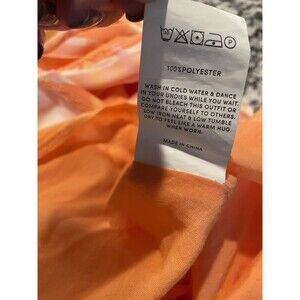 P
100%POLYESTER
WASH IN COLD WATER & DANCE
IN YOUR UNDIES WHILE YOU WAIT.
DO NOT BLEACH THIS OUTFIT OR
COMPARE YOURSELF TO OTHERS.
LOW IRON HEAT & LOW TUMBLE
DRY TO FEEL LIKE A WARM HUG
WHEN WORN.
MADE IN CHINA